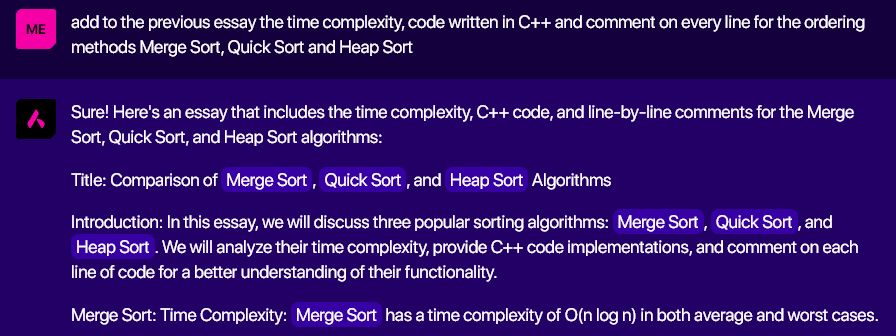 ME
add to the previous essay the time complexity, code written in C++ and comment on every line for the ordering
methods Merge Sort, Quick Sort and Heap Sort
Sure! Here's an essay that includes the time complexity, C++ code, and line-by-line comments for the Merge
Sort, Quick Sort, and Heap Sort algorithms:
Title: Comparison of Merge Sort , Quick Sort , and Heap Sort Algorithms
Introduction: In this essay, we will discuss three popular sorting algorithms: Merge Sort , Quick Sort , and
Heap Sort . We will analyze their time complexity, provide C++ code implementations, and comment on each
line of code for a better understanding of their functionality.
Merge Sort: Time Complexity: Merge Sort has a time complexity of O(n log n) in both average and worst cases.